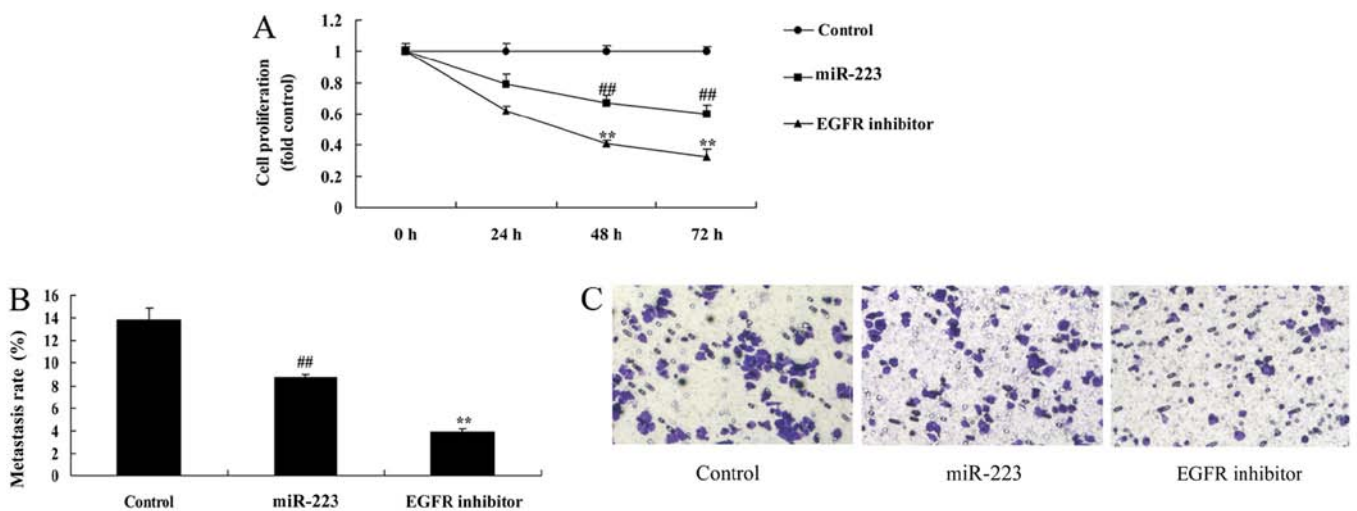 A
Cell proliferation
(fold control)
1.2
1
0.8
0.6
0.4
0.2
0
##
##
**
**
0 h
24 h
48 h
72 h
Control
miR-223
EGFR inhibitor
B
Metastasis rate (%)
16
14
12
10
8
6
4
2
0
##
**
Control
miR-223
EGFR inhibitor
C
Control
miR-223
EGFR inhibitor